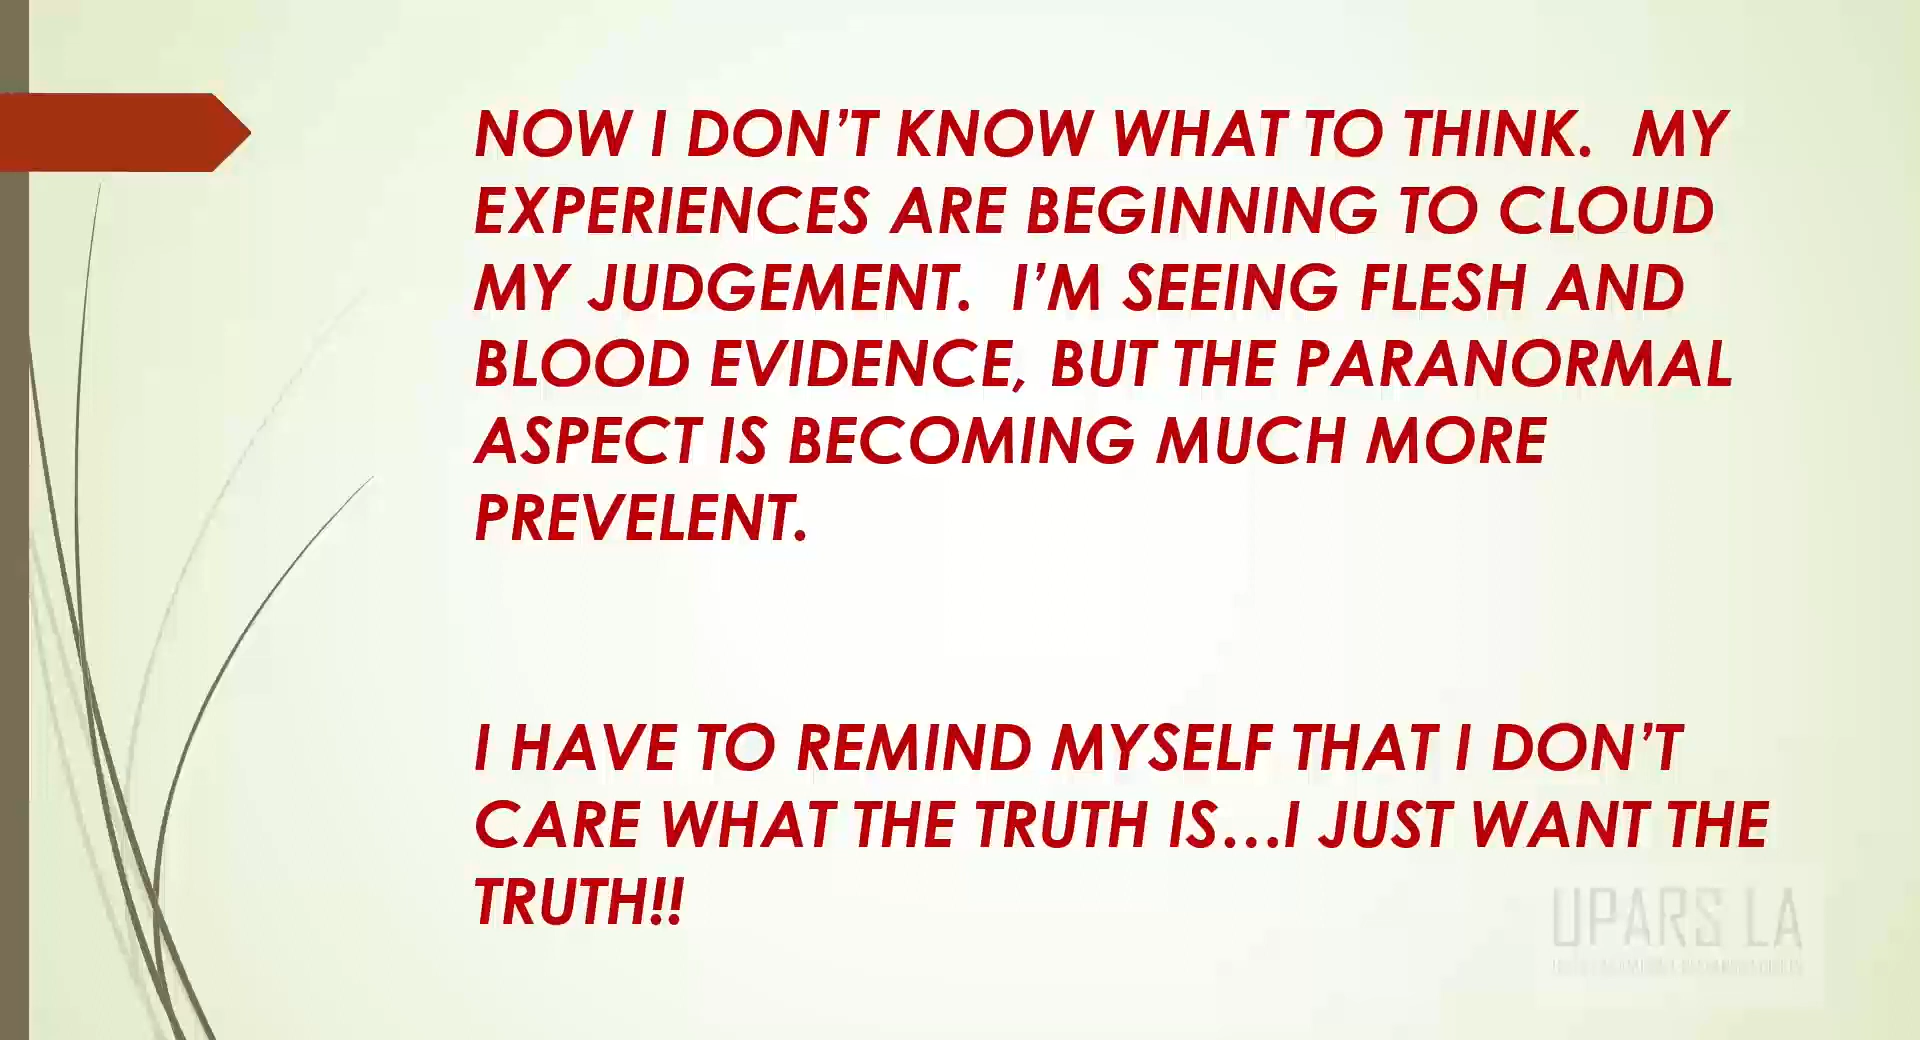 NOW I DON’T KNOW WHAT TO THINK.  MY
EXPERIENCES ARE BEGINNING TO CLOUD
MY JUDGEMENT.  I’M SEEING FLESH AND
BLOOD EVIDENCE, BUT THE PARANORMAL
ASPECT IS BECOMING MUCH MORE
PREVELENT.
I HAVE TO REMIND MYSELF THAT I DON’T
CARE WHAT THE TRUTH IS…I JUST WANT THE
TRUTH!!
UPARS LA